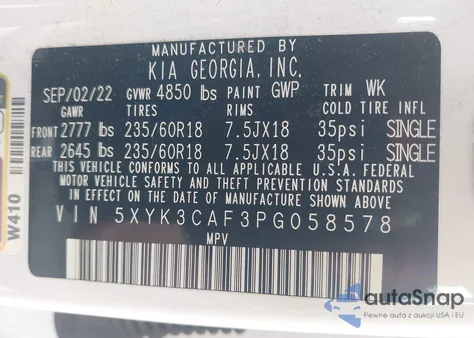 MANUFACTURED BY
KIA GEORGIA, INC.
SEP/02/22 GVWR 4850 lbs PAINT GWP TRIM WK
GAWR TIRES RIMS COLD TIRE INFL
FRONT 2777 lbs 235/60R18 7.5JX18 35psi SINGLE
REAR 2645 lbs 235/60R18 7.5JX18 35psi SINGLE
THIS VEHICLE CONFORMS TO ALL APPLICABLE U.S.A. FEDERAL
MOTOR VEHICLE SAFETY AND THEFT PREVENTION STANDARDS
IN EFFECT ON THE DATE OF MANUFACTURE SHOWN ABOVE.
VIN 5XYK3CAF3PG058578
MPV
W410
autaSnap
Pewne auta z aukcji USA i EU